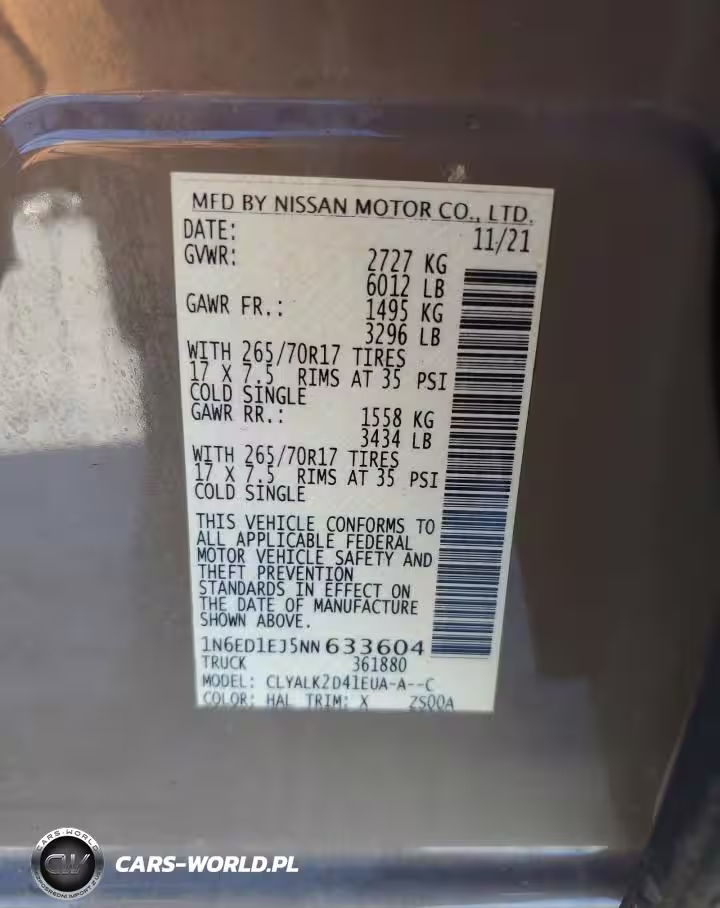 MFD BY NISSAN MOTOR CO., LTD.
DATE: 11/21
GVWR: 2727 KG
6012 LB
GAWR FR.: 1495 KG
3296 LB
WITH 265/70R17 TIRES
17 X 7.5 RIMS AT 35 PSI
COLD SINGLE
GAWR RR.: 1558 KG
3434 LB
WITH 265/70R17 TIRES
17 X 7.5 RIMS AT 35 PSI
COLD SINGLE
THIS VEHICLE CONFORMS TO
ALL APPLICABLE FEDERAL
MOTOR VEHICLE SAFETY AND
THEFT PREVENTION
STANDARDS IN EFFECT ON
THE DATE OF MANUFACTURE
SHOWN ABOVE.
1N6ED1EJ5NN633604
TRUCK 361880
MODEL: CLYALK2D41EUA-A--C
COLOR: HAL TRIM: X ZS00A
CARS-WORLD
CW
CARS-WORLD.PL